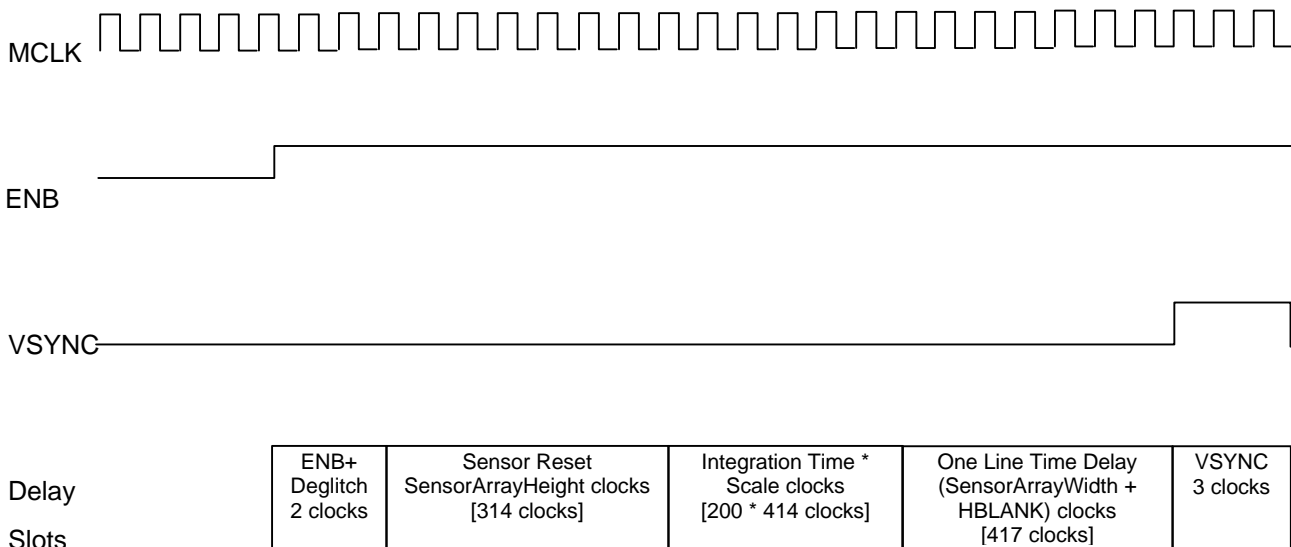 MCLK
ENB
VSYNC
Delay
Slots
ENB+
Deglitch
2 clocks
Sensor Reset
SensorArrayHeight clocks
[314 clocks]
Integration Time *
Scale clocks
[200 * 414 clocks]
One Line Time Delay
(SensorArrayWidth +
HBLANK) clocks
[417 clocks]
VSYNC
3 clocks